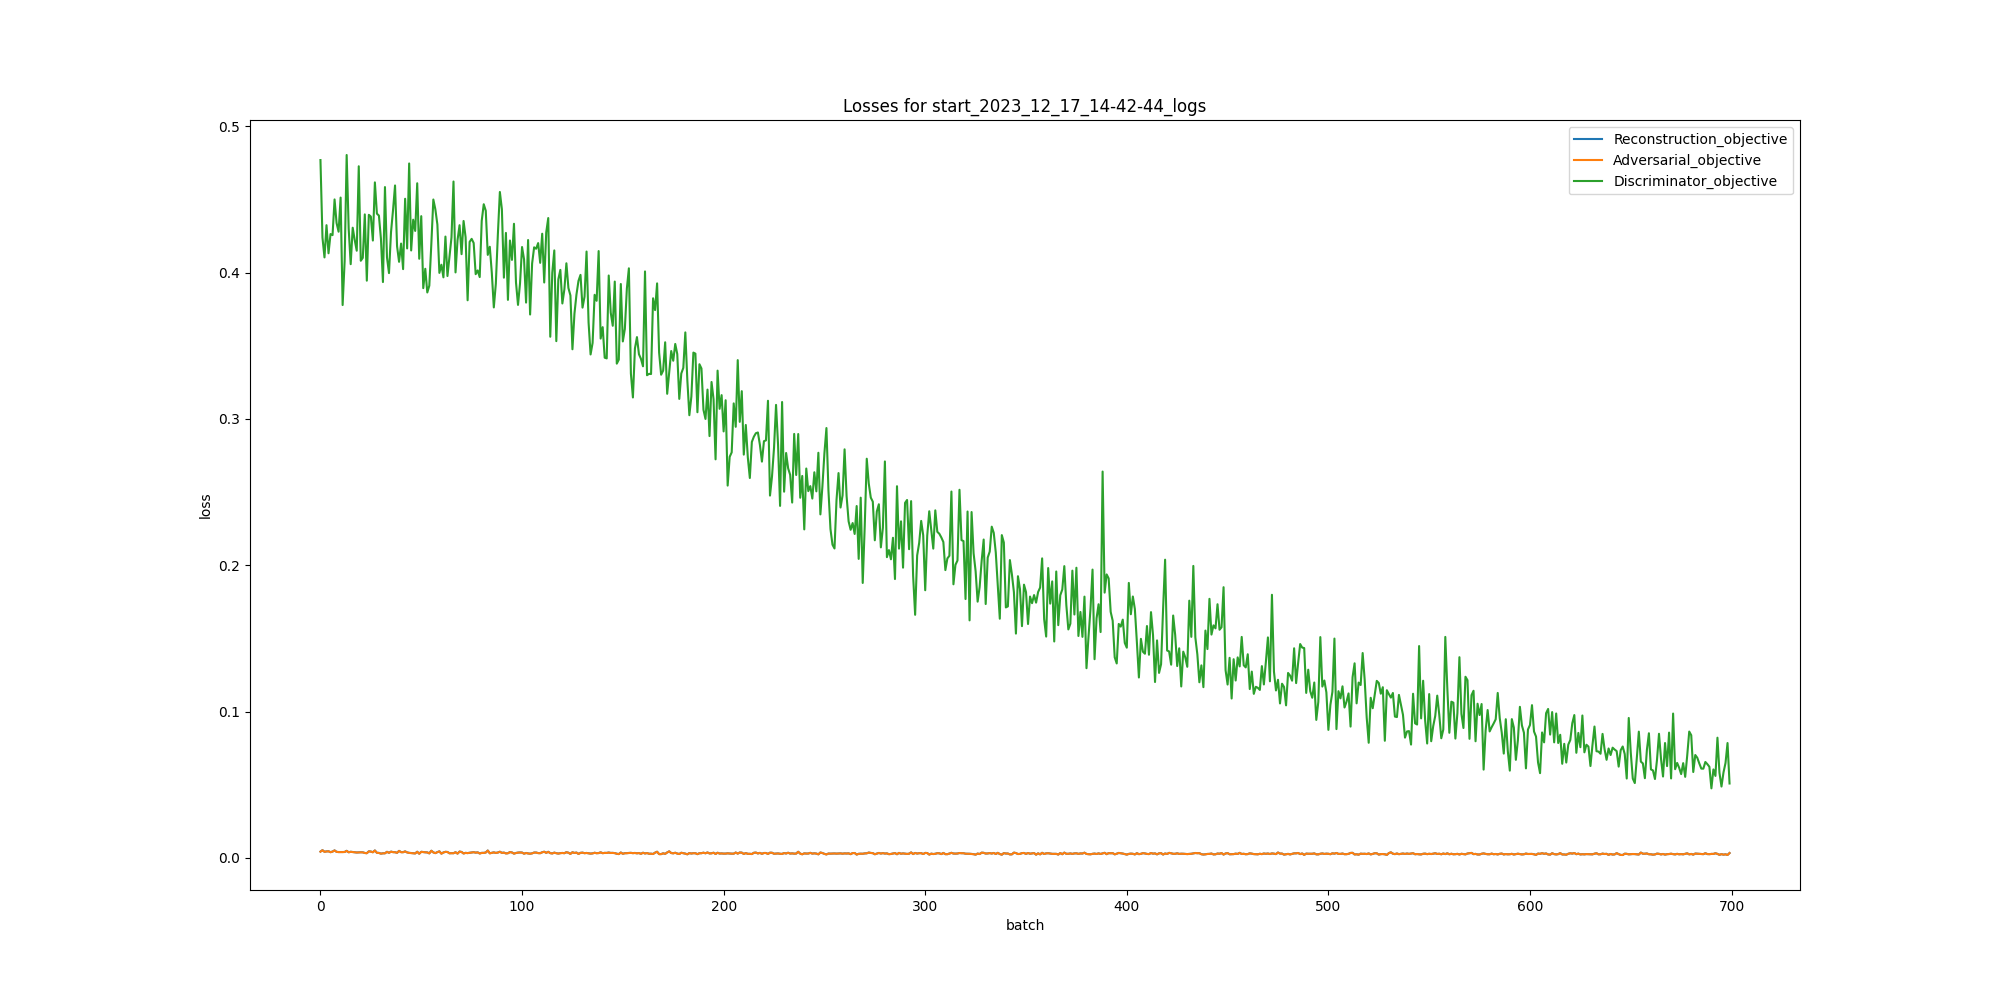 Losses for start_2023_12_17_14-42-44_logs
Reconstruction_objective
Adversarial_objective
Discriminator_objective
loss
0.5
0.4
0.3
0.2
0.1
0.0
0 100 200 300 400 500 600 700
batch